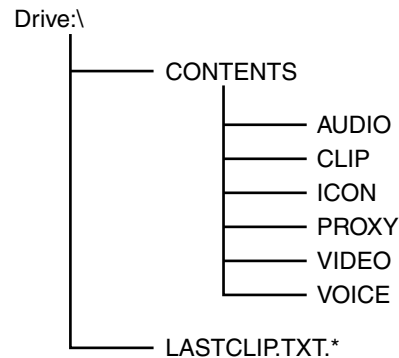 Drive:\
CONTENTS
AUDIO
CLIP
ICON
PROXY
VIDEO
VOICE
LASTCLIP.TXT.*